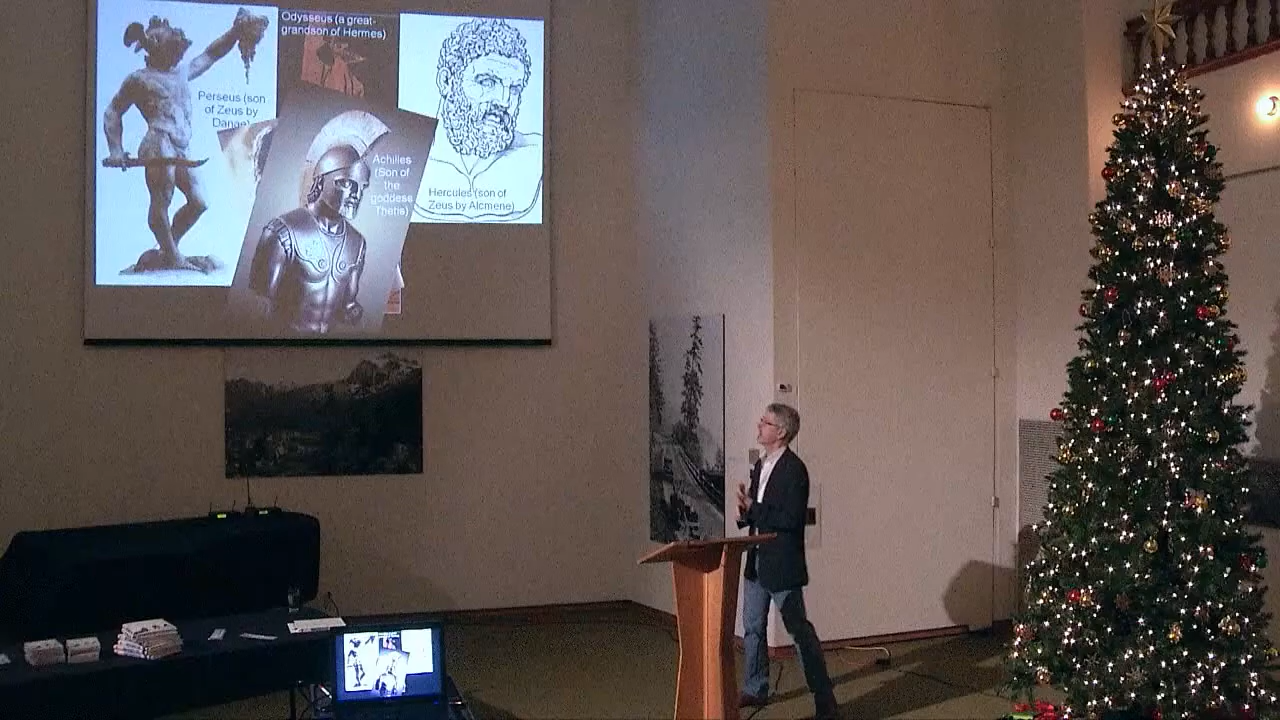 Odysseus (a great-
grandson of Hermes)
Perseus (son
of Zeus by
Danae)
Achilles
(Son of
the
goddess
Thetis)
Hercules (son of
Zeus by Alcmene)